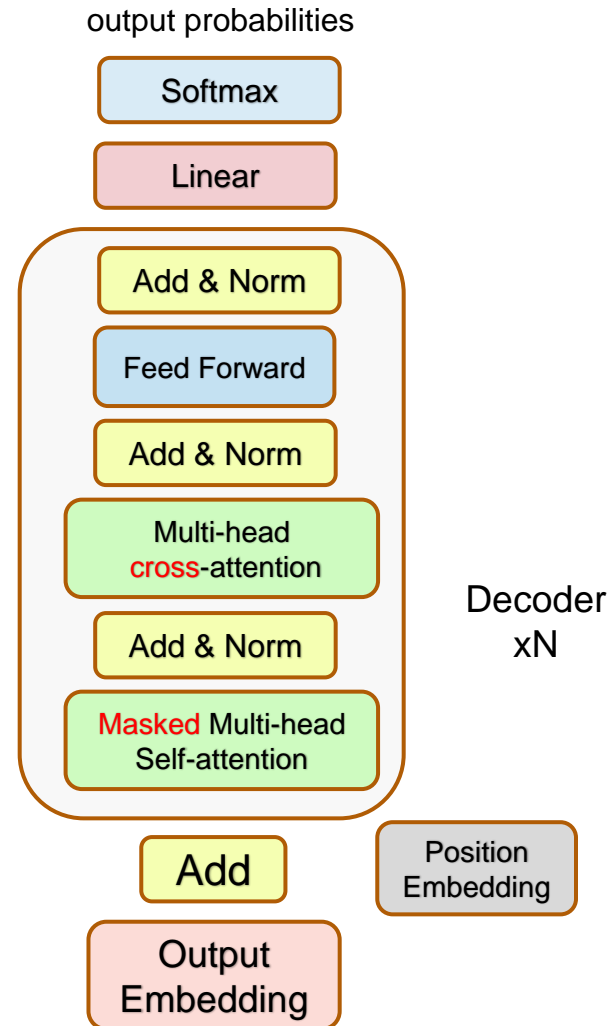 output probabilities
Softmax
Linear
Add & Norm
Feed Forward
Add & Norm
Multi-head
cross-attention
Decoder
xN
Add & Norm
Masked Multi-head
Self-attention
Add
Position
Embedding
Output
Embedding